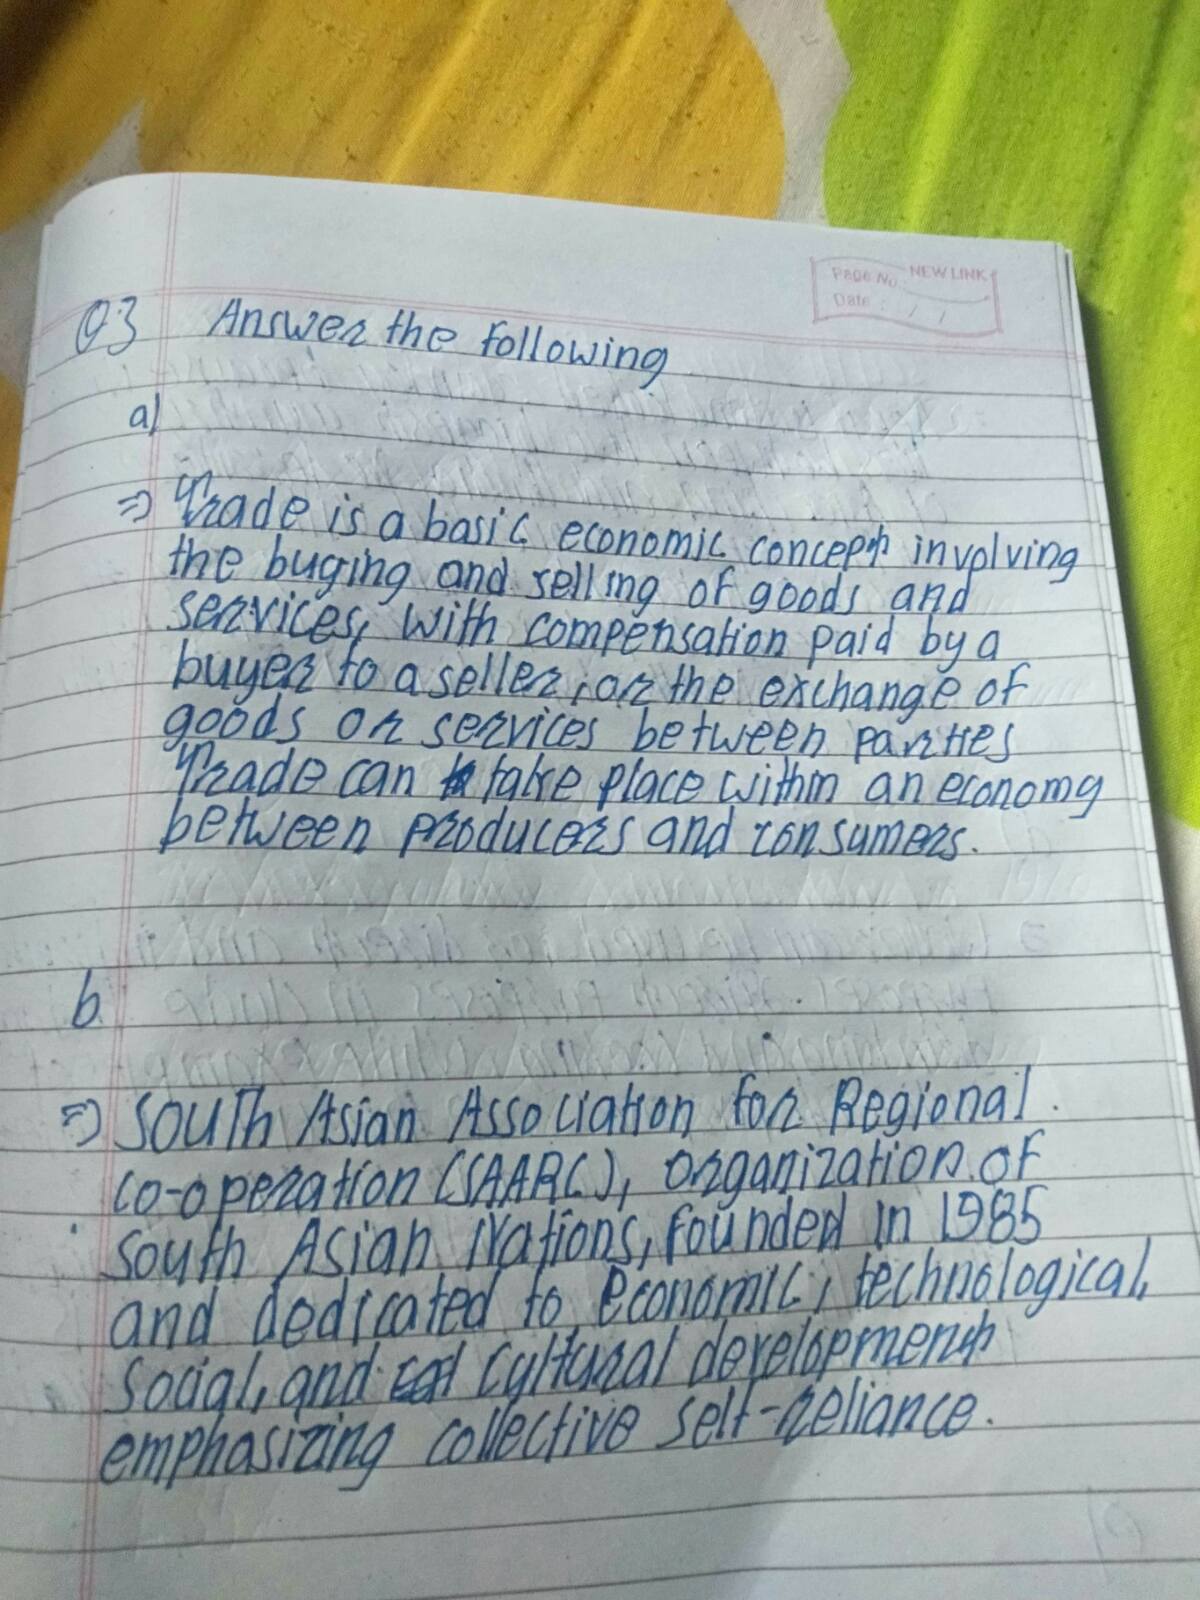 Page No. NEW LINK
Date : / /
Q.3 Answer the following
a)
⇒ Trade is a basic economic concept involving
the buying and selling of goods and
services, with compensation paid by a
buyer to a seller, or the exchange of
goods or services between parties
Trade can take place within an economy
between producers and consumers.
b
⇒ South Asian Association for Regional.
co-operation (SAARC), organization of
South Asian Nations, founded in 1985
and dedicated to economic, technological,
social, and cultural development
emphasizing collective self-reliance.